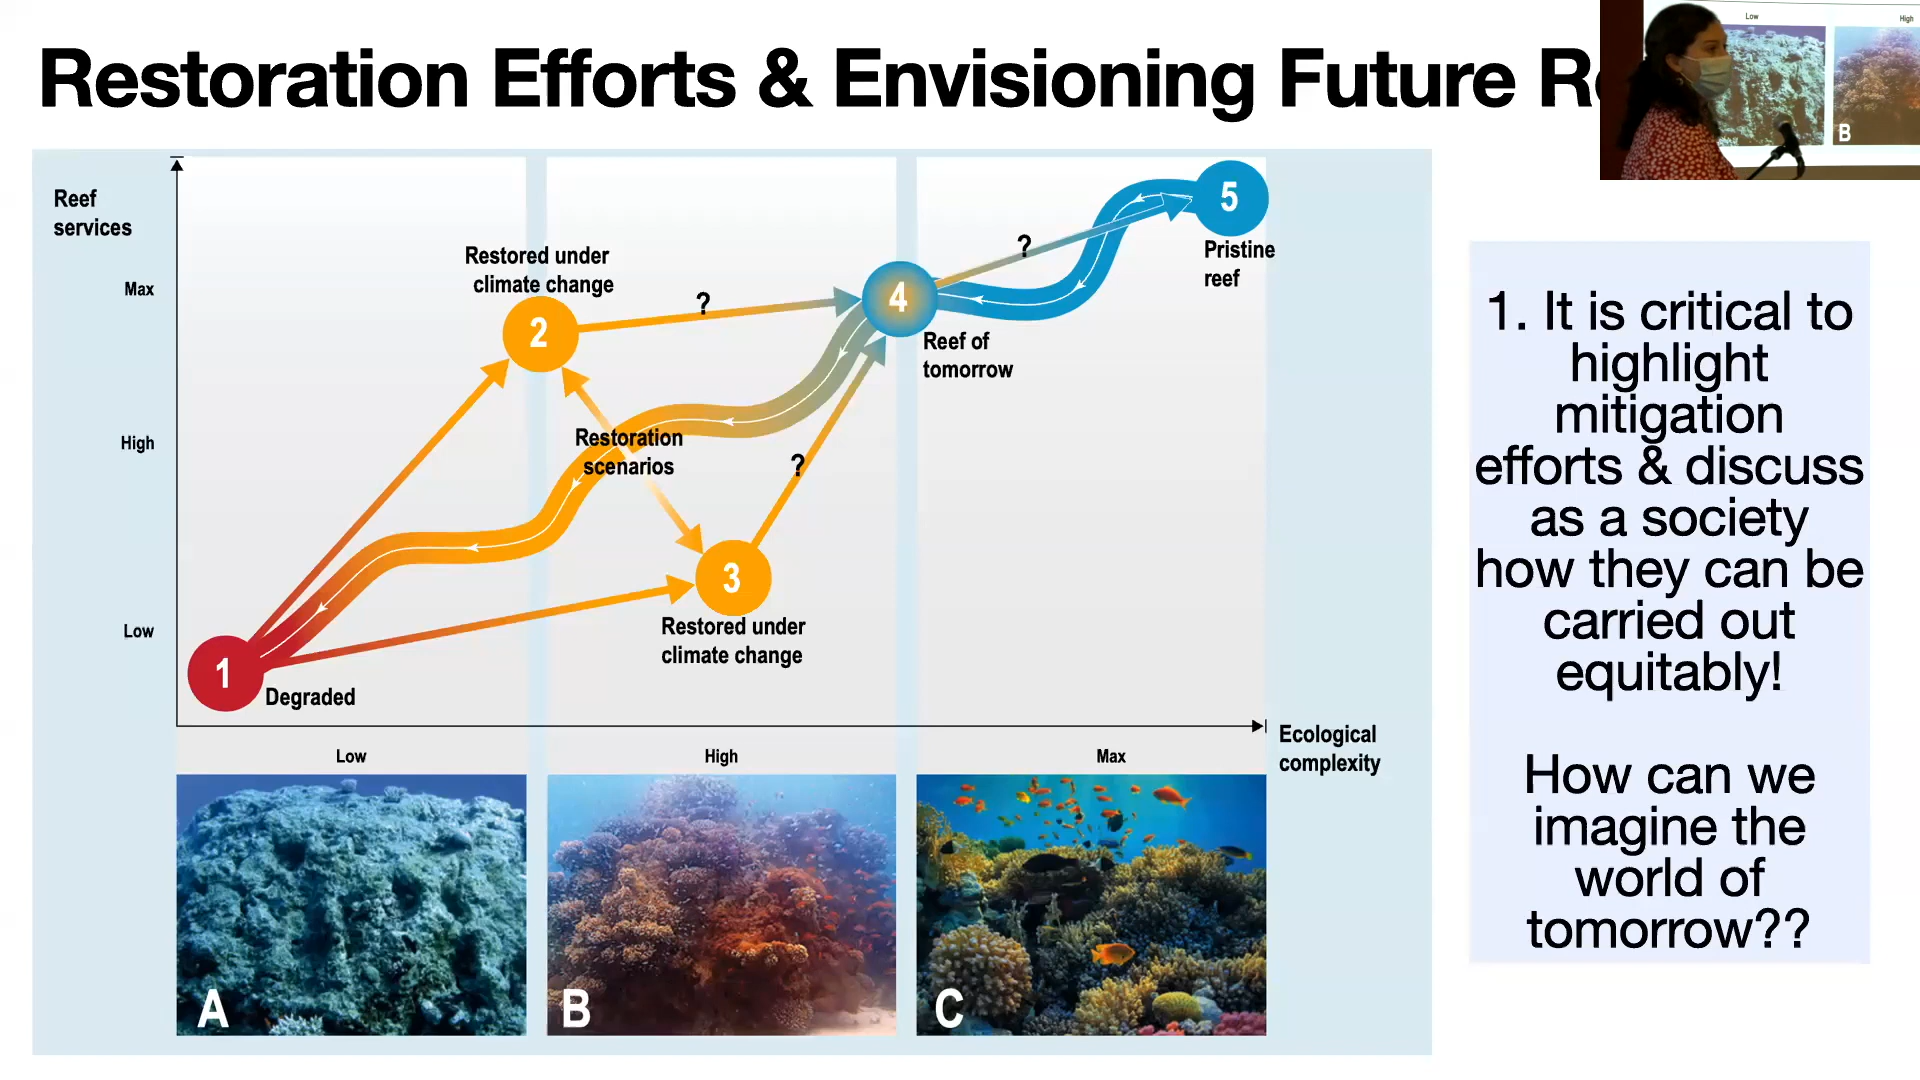 Restoration Efforts & Envisioning Future
Low
High
B
Reef
services
Max
High
Low
Restored under
climate change
2
?
4
Reef of
tomorrow
?
5
Pristine
reef
Restoration
scenarios
?
3
Restored under
climate change
1
Degraded
Ecological
complexity
Low
High
Max
A
B
C
1. It is critical to
highlight
mitigation
efforts & discuss
as a society
how they can be
carried out
equitably!
How can we
imagine the
world of
tomorrow??